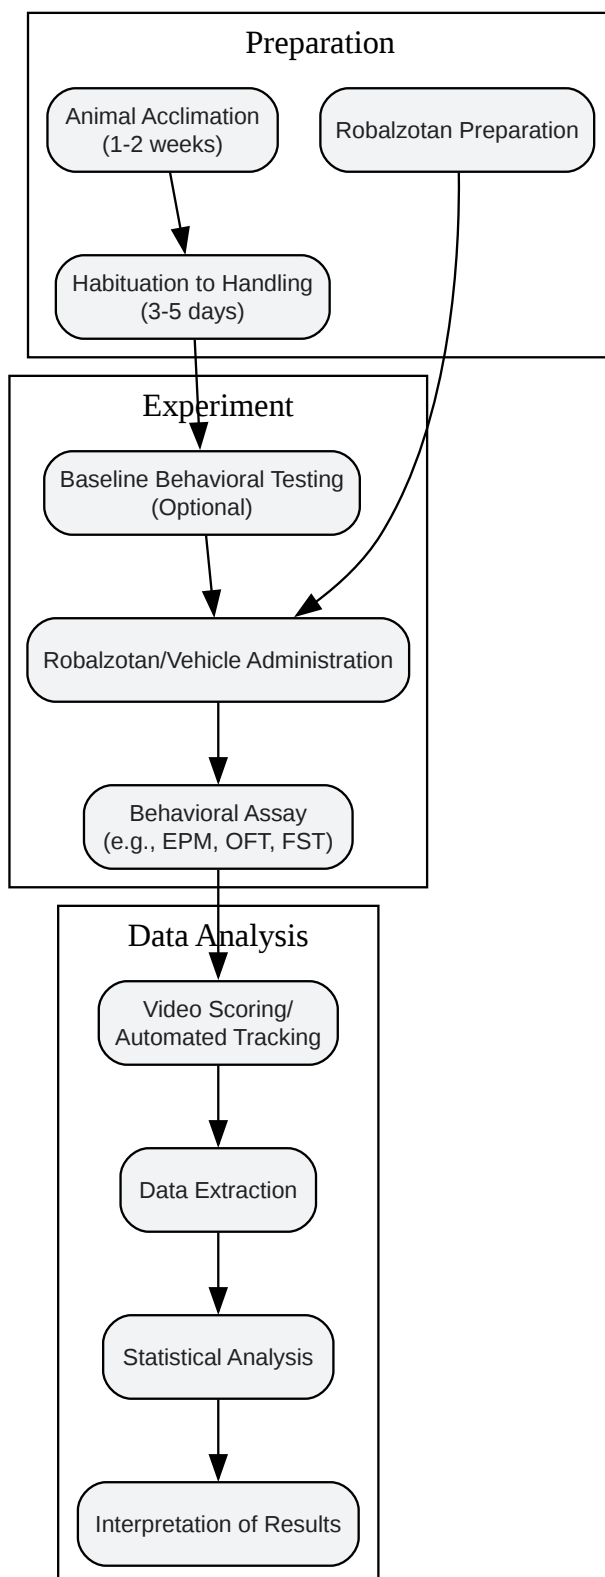 Preparation
Animal Acclimation
(1-2 weeks)
Robalzotan Preparation
Habituation to Handling
(3-5 days)
Experiment
Baseline Behavioral Testing
(Optional)
Robalzotan/Vehicle Administration
Behavioral Assay
(e.g., EPM, OFT, FST)
Data Analysis
Video Scoring/
Automated Tracking
Data Extraction
Statistical Analysis
Interpretation of Results